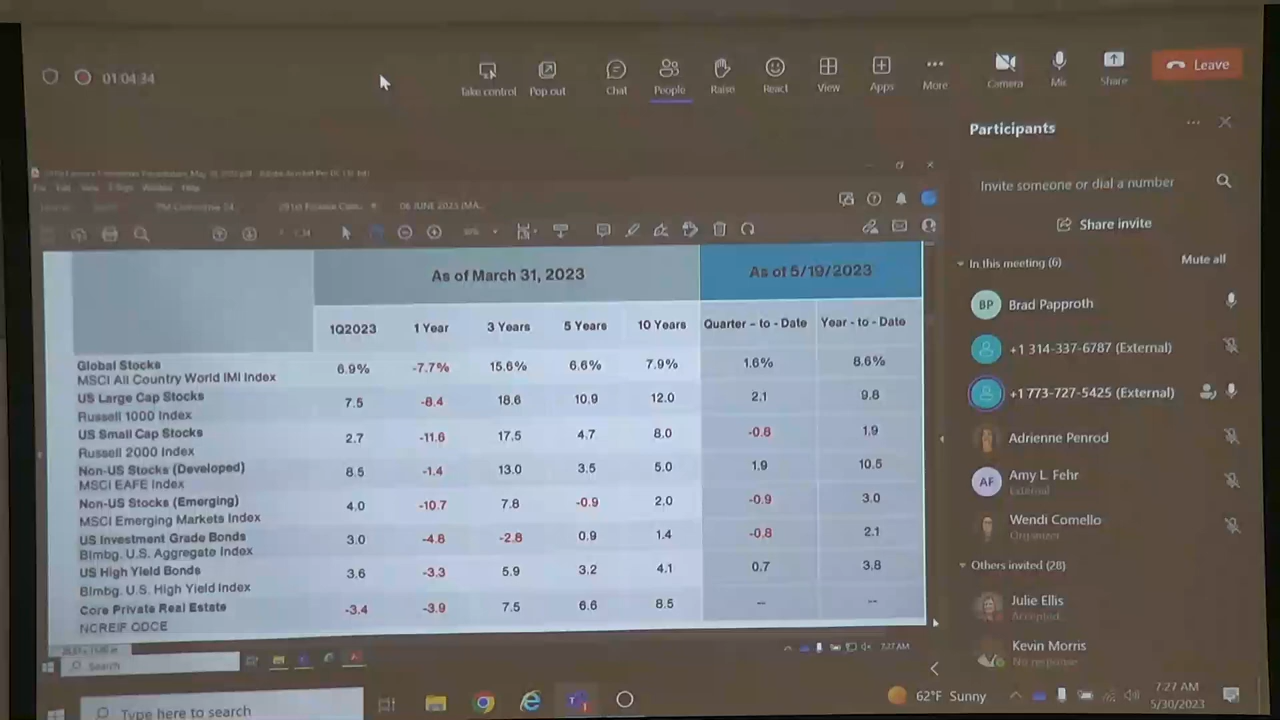 01:04:34
Take control
Pop out
Chat
People
Raise
React
View
Apps
More
Camera
Mic
Share
Leave
Participants
Invite someone or dial a number
Share invite
In this meeting (6)
Mute all
BP Brad Papproth
+1 314-337-6787 (External)
+1 773-727-5425 (External)
Adrienne Penrod
AF Amy L. Fehr
External
Wendi Comello
Organizer
Others invited (28)
Julie Ellis
Accepted
Kevin Morris
No response
06 JUNE 2023
As of March 31, 2023 As of 5/19/2023
1Q2023 1 Year 3 Years 5 Years 10 Years Quarter – to - Date Year - to - Date
Global Stocks 6.9% -7.7% 15.6% 6.6% 7.9% 1.6% 8.6%
MSCI All Country World IMI Index
US Large Cap Stocks 7.5 -8.4 18.6 10.9 12.0 2.1 9.8
Russell 1000 Index
US Small Cap Stocks 2.7 -11.6 17.5 4.7 8.0 -0.8 1.9
Russell 2000 Index
Non-US Stocks (Developed) 8.5 -1.4 13.0 3.5 5.0 1.9 10.5
MSCI EAFE Index
Non-US Stocks (Emerging) 4.0 -10.7 7.8 -0.9 2.0 -0.9 3.0
MSCI Emerging Markets Index
US Investment Grade Bonds 3.0 -4.8 -2.8 0.9 1.4 -0.8 2.1
Blmbg. U.S. Aggregate Index
US High Yield Bonds 3.6 -3.3 5.9 3.2 4.1 0.7 3.8
Blmbg. U.S. High Yield Index
Core Private Real Estate -3.4 -3.9 7.5 6.6 8.5 -- --
NCREIF ODCE
Search
7:27 AM
Type here to search
62°F Sunny
7:27 AM
5/30/2023